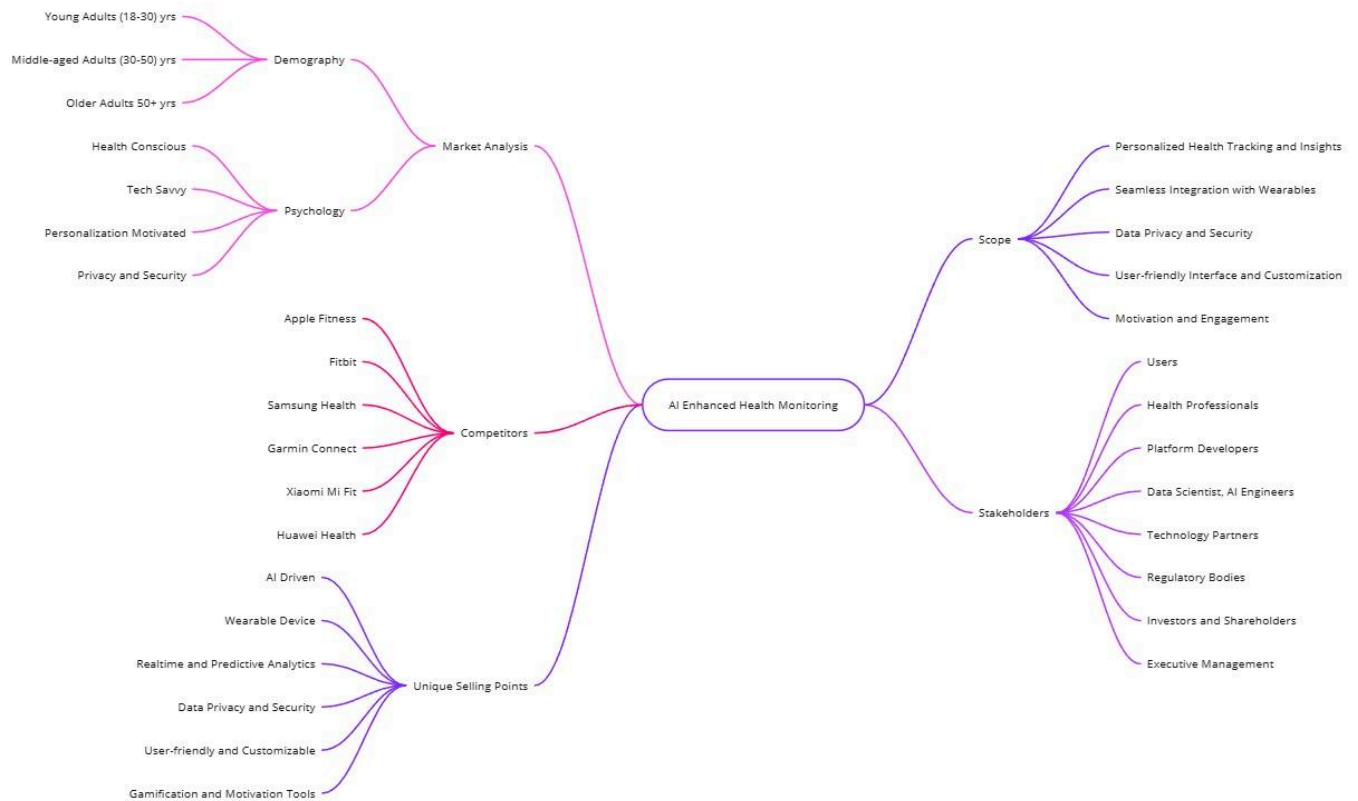 Young Adults (18-30) yrs
Middle-aged Adults (30-50) yrs
Older Adults 50+ yrs
Demography
Health Conscious
Tech Savvy
Personalization Motivated
Privacy and Security
Psychology
Market Analysis
Apple Fitness
Fitbit
Samsung Health
Garmin Connect
Xiaomi Mi Fit
Huawei Health
Competitors
AI Driven
Wearable Device
Realtime and Predictive Analytics
Data Privacy and Security
User-friendly and Customizable
Gamification and Motivation Tools
Unique Selling Points
AI Enhanced Health Monitoring
Scope
Personalized Health Tracking and Insights
Seamless Integration with Wearables
Data Privacy and Security
User-friendly Interface and Customization
Motivation and Engagement
Stakeholders
Users
Health Professionals
Platform Developers
Data Scientist, AI Engineers
Technology Partners
Regulatory Bodies
Investors and Shareholders
Executive Management